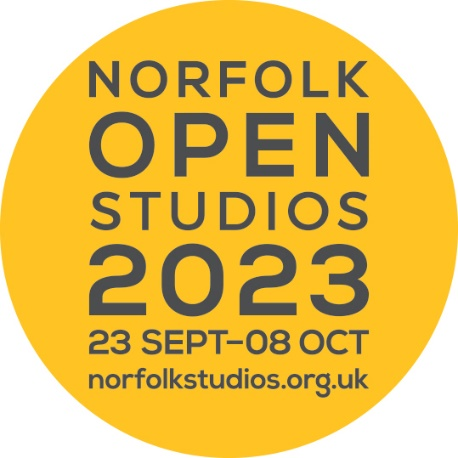 NORFOLK
OPEN
STUDIOS
2023
23 SEPT–08 OCT
norfolkstudios.org.uk